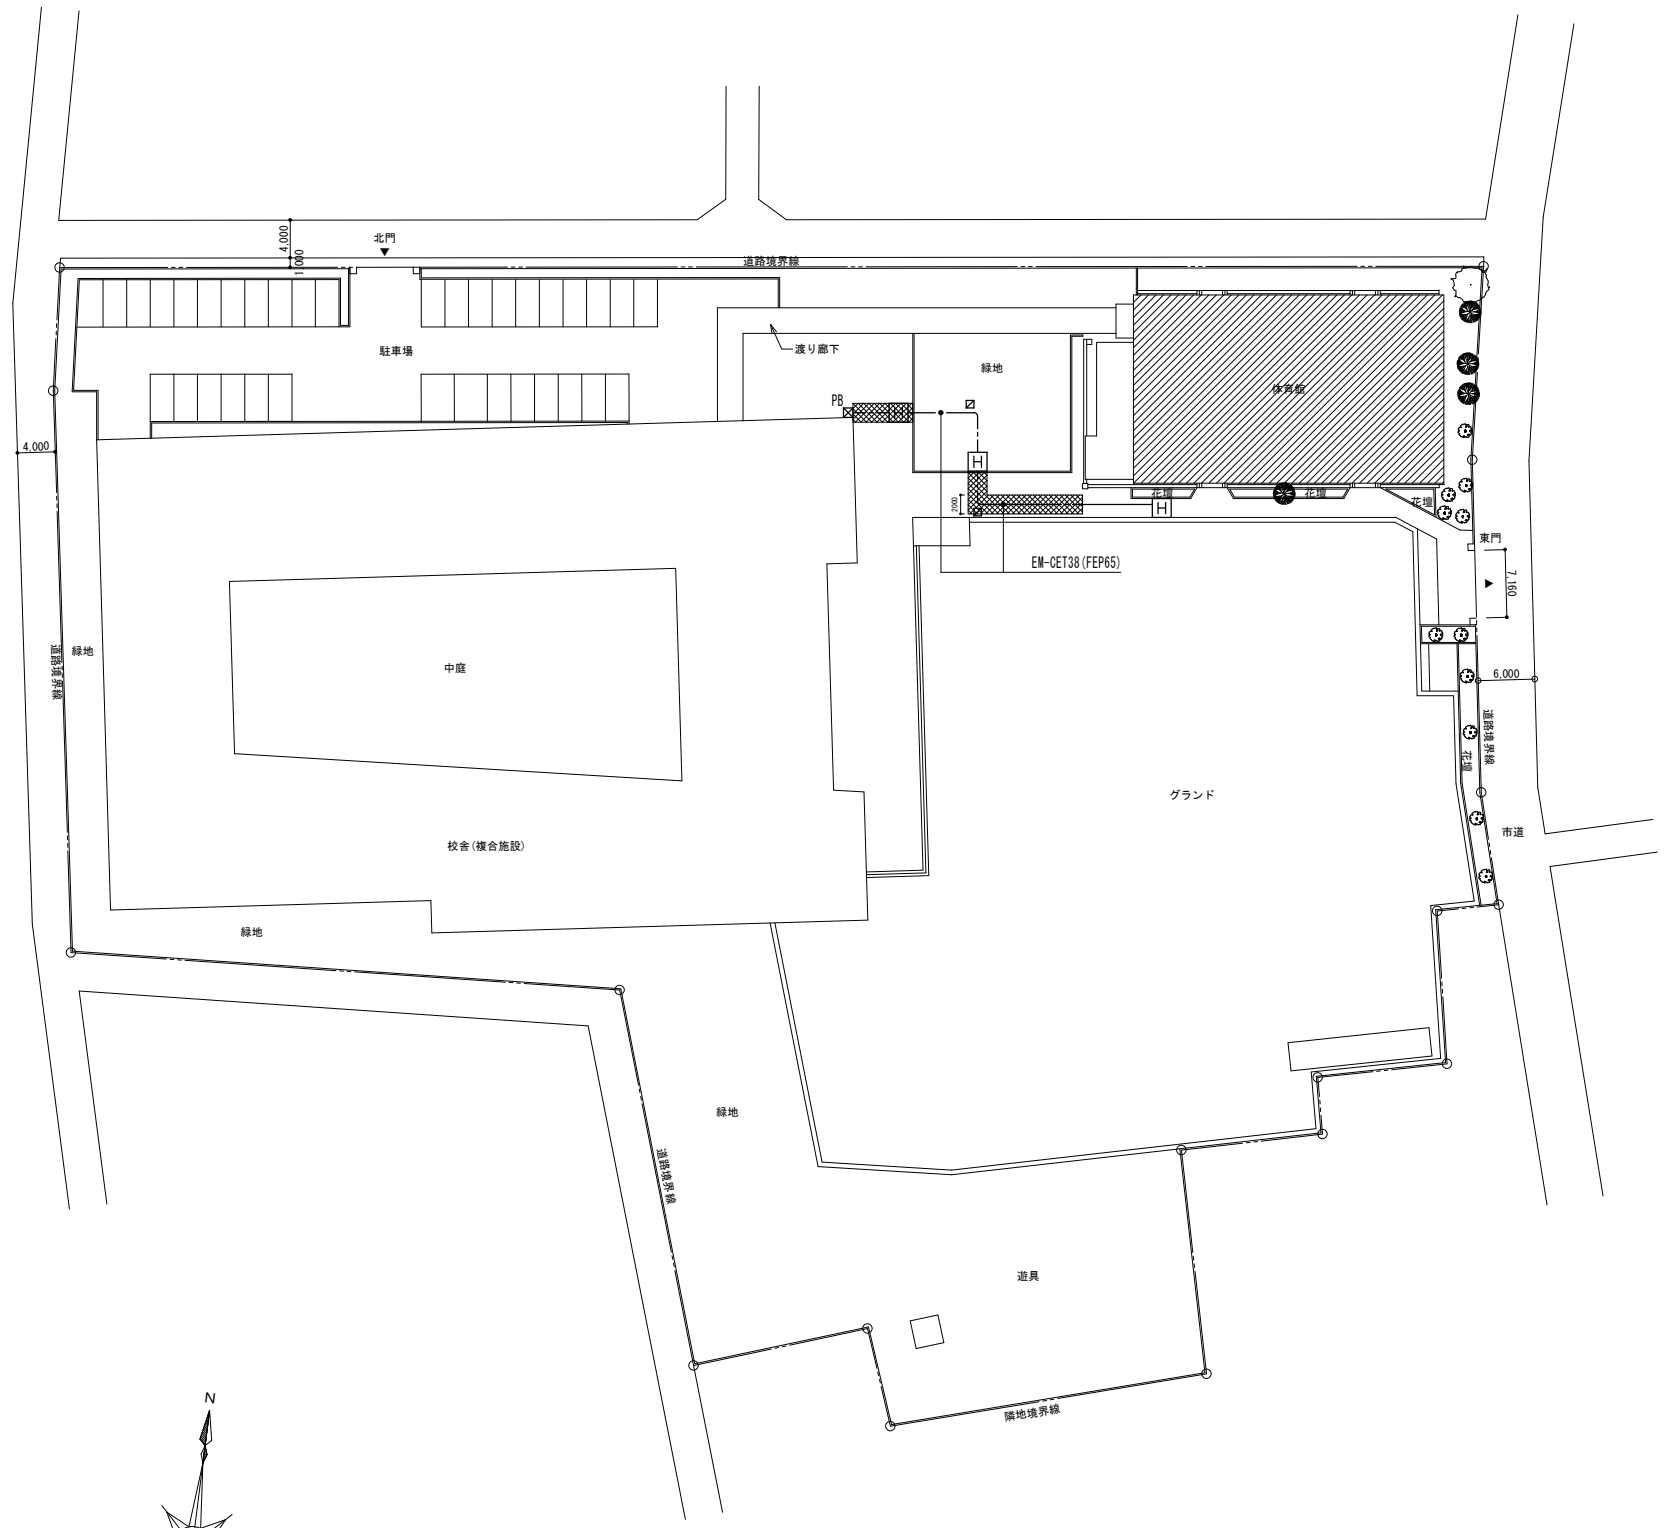 4,000
1,000
北門
道路境界線
駐車場
渡り廊下
緑地
体育館
PB
4,000
H
2000
花壇
花壇
花壇
H
東門
EM-CET38(FEP65)
7,160
緑地
道路境界線
中庭
6,000
道路境界線
花壇
グランド
市道
校舎(複合施設)
緑地
緑地
道路境界線
遊具
隣地境界線
N